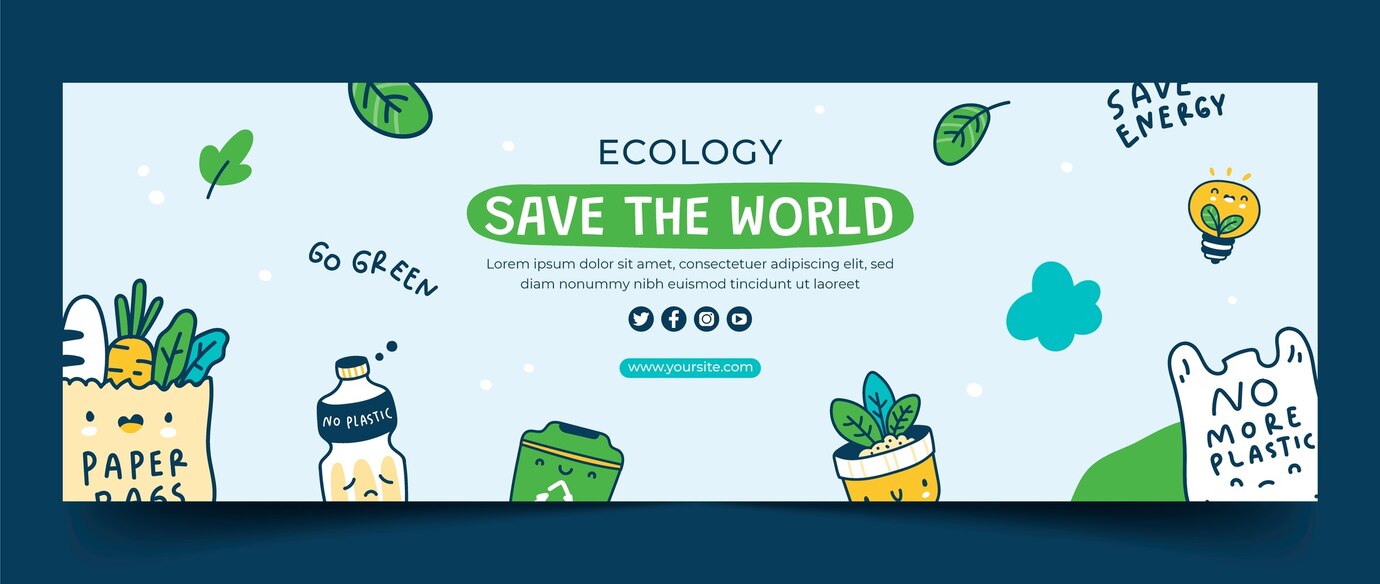 SAVE
ENERGY
ECOLOGY
SAVE THE WORLD
GO GREEN
Lorem ipsum dolor sit amet, consectetuer adipiscing elit, sed
diam nonummy nibh euismod tincidunt ut laoreet
www.yoursite.com
NO PLASTIC
PAPER
BAGS
NO
MORE
PLASTIC